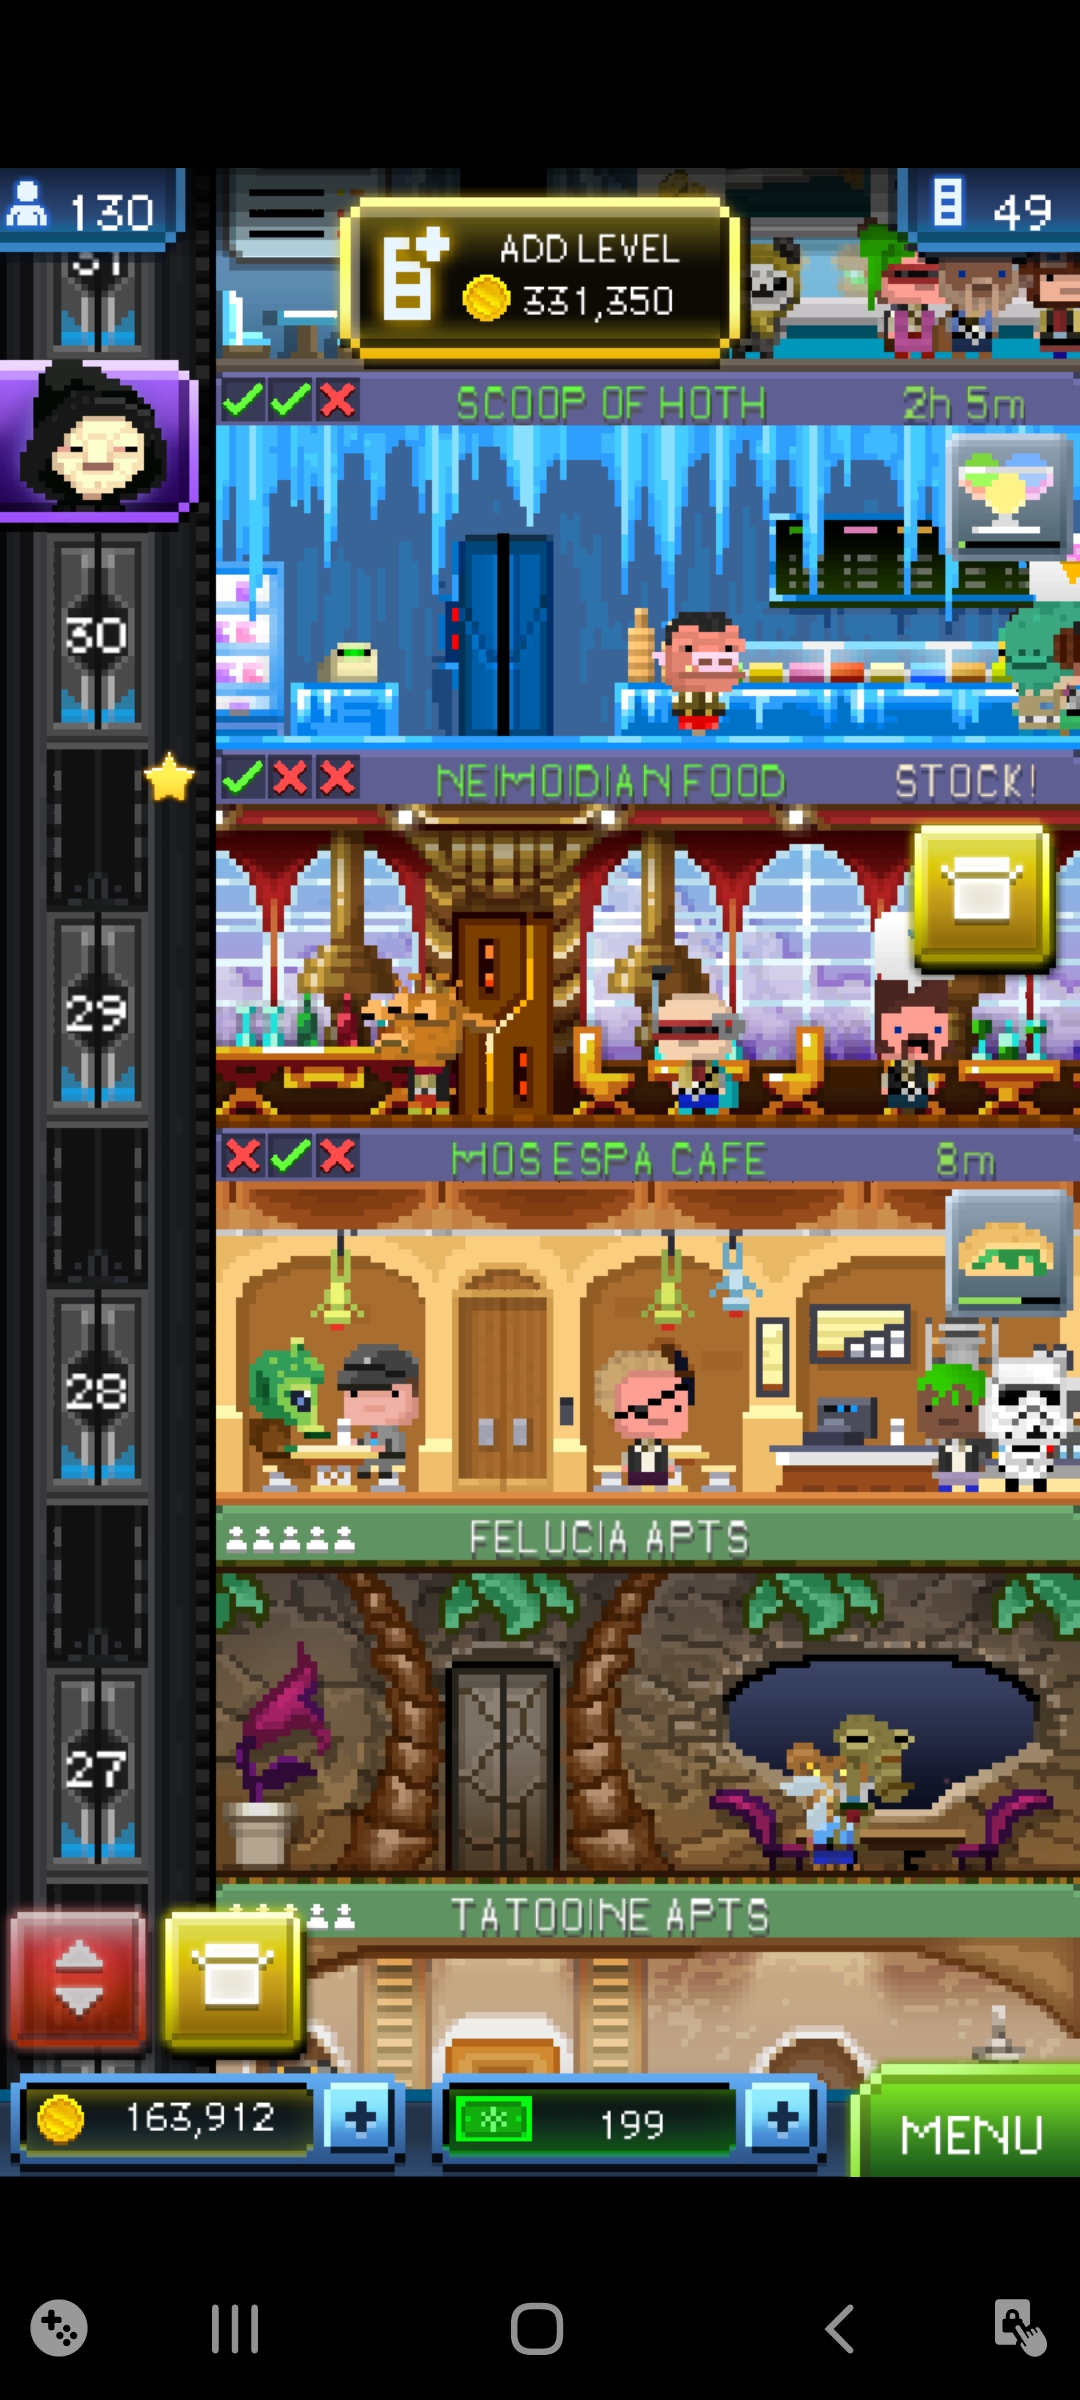 130
ADD LEVEL
331,350
49
31
SCOOP OF HOTH
2h 5m
30
NEIMOIDIAN FOOD
STOCK!
29
MOS ESPA CAFE
8m
28
FELUCIA APTS
27
TATOOINE APTS
163,912
199
MENU